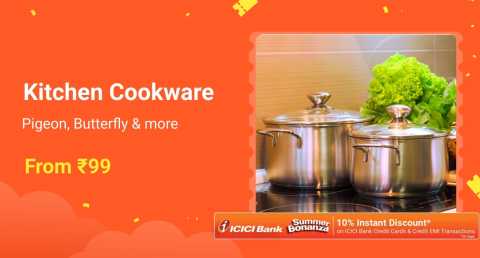 Kitchen Cookware
Pigeon, Butterfly & more
From ₹99
ICICI Bank
Summer
Bonanza
10% Instant Discount*
on ICICI Bank Credit Cards & Credit EMI Transactions